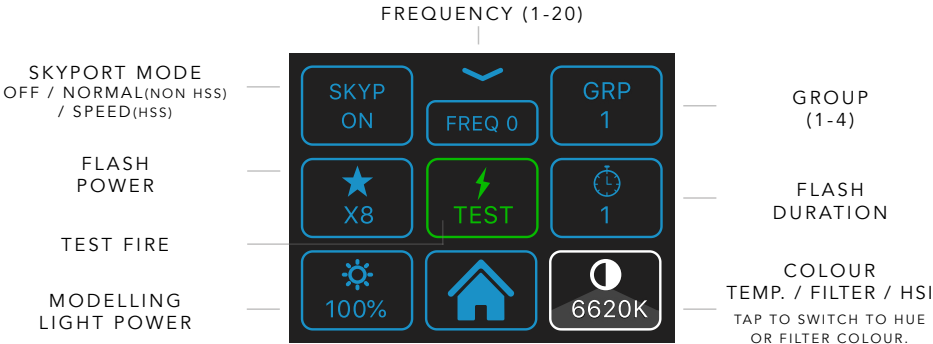 FREQUENCY (1-20)
SKYPORT MODE
OFF / NORMAL(NON HSS)
/ SPEED(HSS)
FLASH
POWER
TEST FIRE
MODELLING
LIGHT POWER
SKYP
ON
FREQ 0
GRP
1
X8
TEST
1
100%
6620K
GROUP
(1-4)
FLASH
DURATION
COLOUR
TEMP. / FILTER / HSI
TAP TO SWITCH TO HUE
OR FILTER COLOUR.